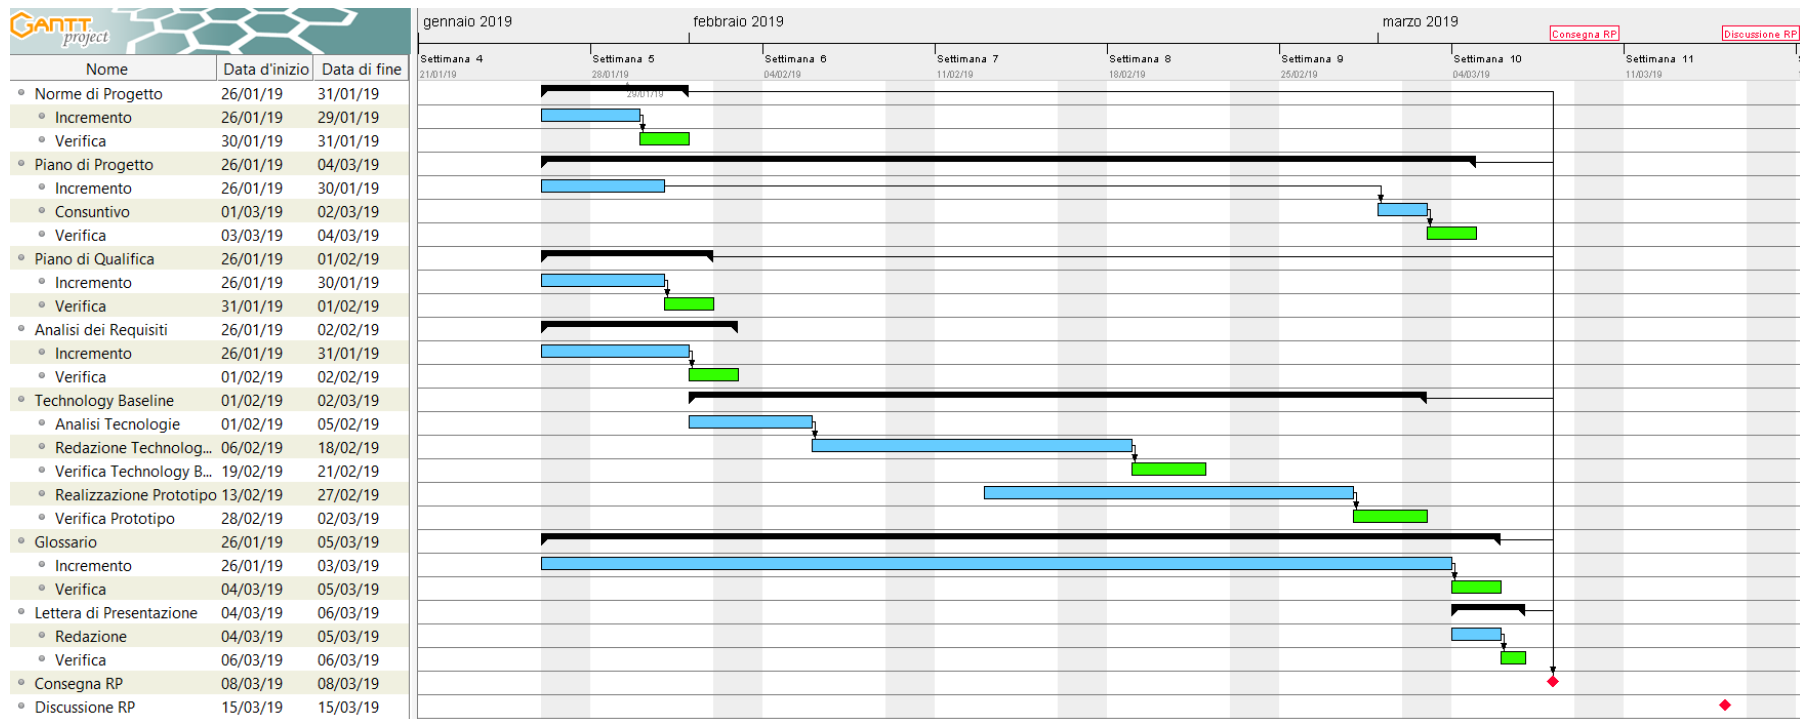 GANTT project
gennaio 2019 febbraio 2019 marzo 2019
Consegna RP Discussione RP
Nome Data d'inizio Data di fine
Settimana 4 Settimana 5 Settimana 6 Settimana 7 Settimana 8 Settimana 9 Settimana 10 Settimana 11
21/01/19 28/01/19 04/02/19 11/02/19 18/02/19 25/02/19 04/03/19 11/03/19
29/01/19
Norme di Progetto 26/01/19 31/01/19
Incremento 26/01/19 29/01/19
Verifica 30/01/19 31/01/19
Piano di Progetto 26/01/19 04/03/19
Incremento 26/01/19 30/01/19
Consuntivo 01/03/19 02/03/19
Verifica 03/03/19 04/03/19
Piano di Qualifica 26/01/19 01/02/19
Incremento 26/01/19 30/01/19
Verifica 31/01/19 01/02/19
Analisi dei Requisiti 26/01/19 02/02/19
Incremento 26/01/19 31/01/19
Verifica 01/02/19 02/02/19
Technology Baseline 01/02/19 02/03/19
Analisi Tecnologie 01/02/19 05/02/19
Redazione Technolog... 06/02/19 18/02/19
Verifica Technology B... 19/02/19 21/02/19
Realizzazione Prototipo 13/02/19 27/02/19
Verifica Prototipo 28/02/19 02/03/19
Glossario 26/01/19 05/03/19
Incremento 26/01/19 03/03/19
Verifica 04/03/19 05/03/19
Lettera di Presentazione 04/03/19 06/03/19
Redazione 04/03/19 05/03/19
Verifica 06/03/19 06/03/19
Consegna RP 08/03/19 08/03/19
Discussione RP 15/03/19 15/03/19